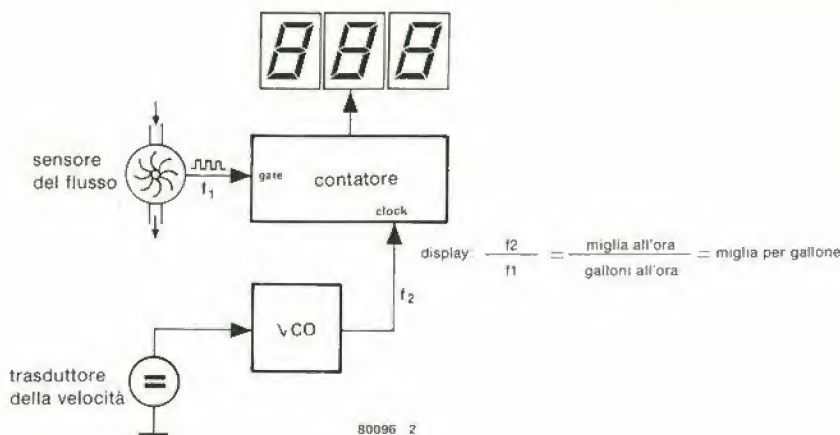 888
sensore
del flusso
f1
gate
contatore
clock
display: f2 / f1 = miglia all'ora / galloni all'ora = miglia per gallone
f2
VCO
trasduttore
della velocità
=
80096 2